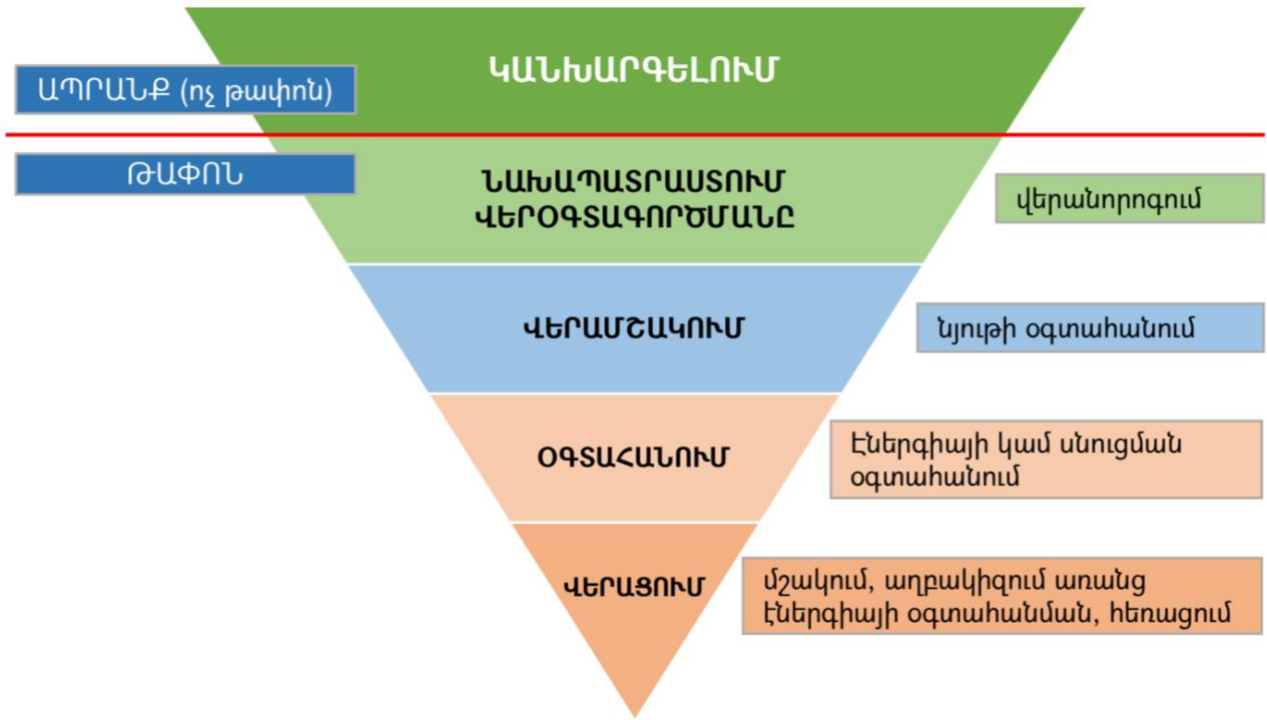 ԿԱՆԽԱՐԳԵԼՈՒՄ
ԱՊՐԱՆՔ (ոչ թափոն)
ԹԱՓՈՆ
ՆԱԽԱՊԱՏՐԱՍՏՈՒՄ
ՎԵՐՕԳՏԱԳՈՐԾՄԱՆԸ
վերանորոգում
ՎԵՐԱՄՇԱԿՈՒՄ
նյութի օգտահանում
ՕԳՏԱՀԱՆՈՒՄ
Էներգիայի կամ սնուցման
օգտահանում
ՎԵՐԱՑՈՒՄ
մշակում, աղբակիզում առանց
էներգիայի օգտահանման, հեռացում